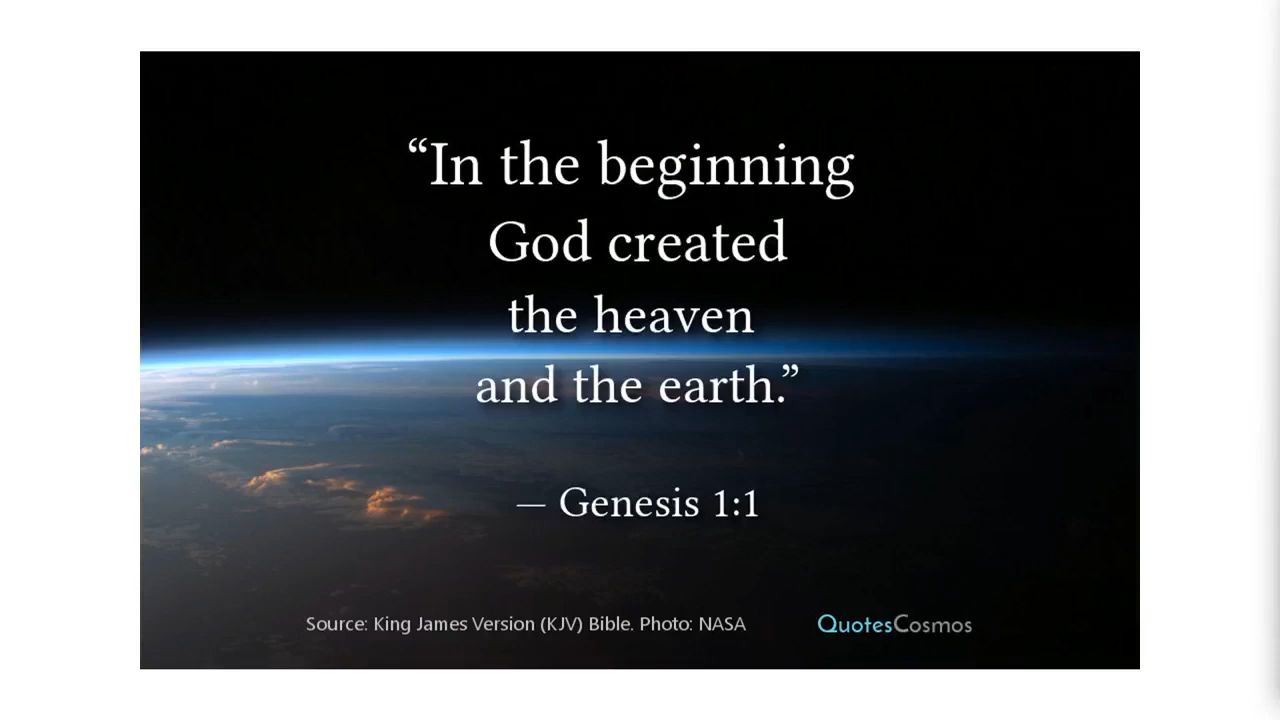 “In the beginning
God created
the heaven
and the earth.”
— Genesis 1:1
Source: King James Version (KJV) Bible. Photo: NASA
QuotesCosmos